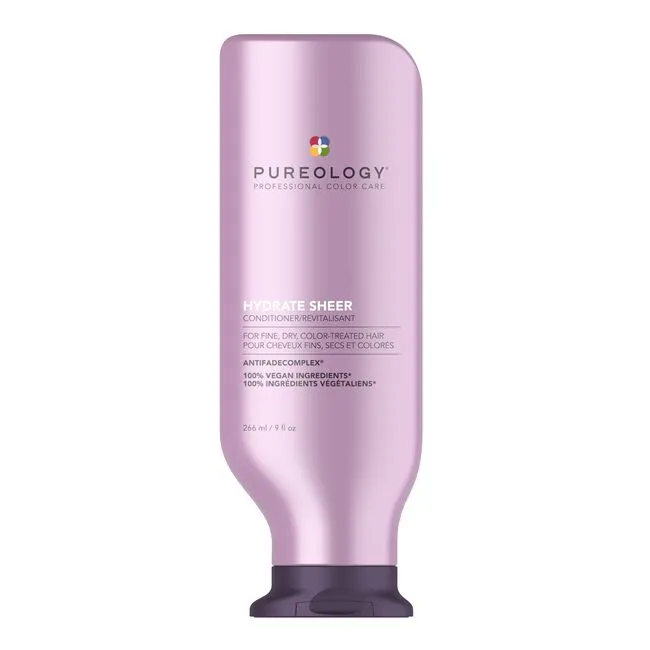 PUREOLOGY®
PROFESSIONAL COLOR CARE
HYDRATE SHEER
CONDITIONER/REVITALISANT
FOR FINE, DRY, COLOR-TREATED HAIR
POUR CHEVEUX FINS, SECS ET COLORÉS
ANTIFADECOMPLEX®
100% VEGAN INGREDIENTS*
100% INGRÉDIENTS VÉGÉTALIENS*
266 ml / 9 fl oz